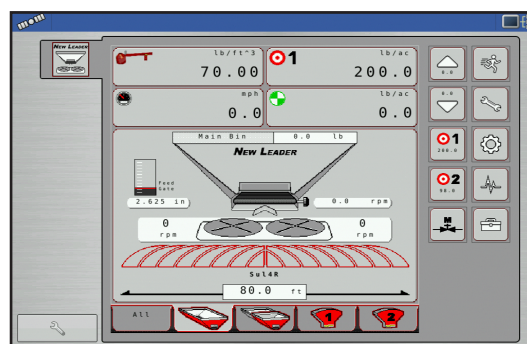 NEW LEADER
lb/ft^3
70.00
1
lb/ac
200.0
mph
0.0
lb/ac
0.0
0.0
0.0
1
200.0
2
M
Main Bin
0.0 lb
NEW LEADER
Feed
Gate
2.625 in
0.0 rpm
0
rpm
0
rpm
Sul4R
80.0 ft
All
1
2